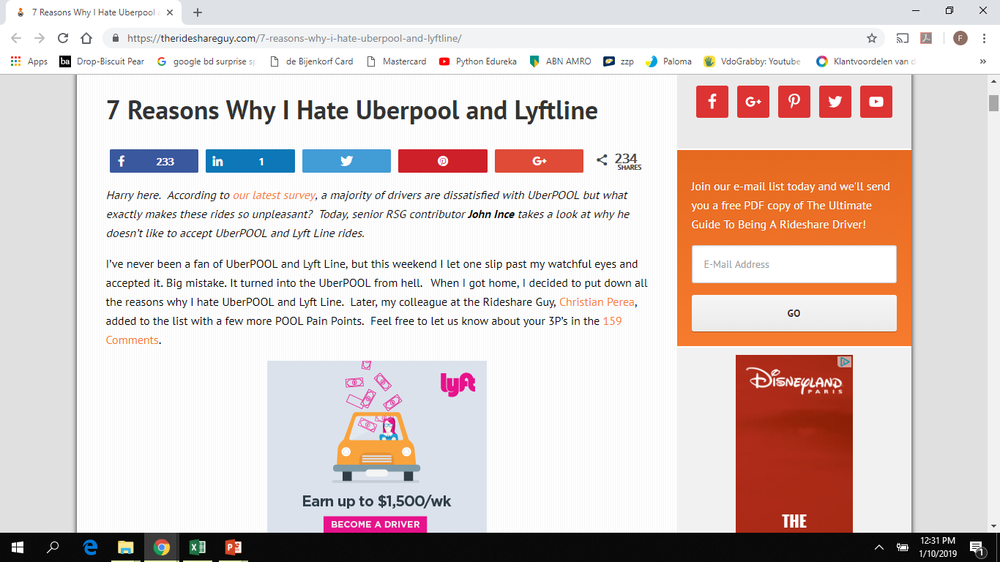 7 Reasons Why I Hate Uberpool a
https://therideshareguy.com/7-reasons-why-i-hate-uberpool-and-lyftline/
F
Apps
ba Drop-Biscuit Pear
google bd surprise sp
de Bijenkorf Card
Mastercard
Python Edureka
ABN AMRO
zzp
Paloma
VdoGrabby: Youtube
Klantvoordelen van d
»
7 Reasons Why I Hate Uberpool and Lyftline
233
in 1
G+
234
SHARES
Harry here. According to our latest survey, a majority of drivers are dissatisfied with UberPOOL but what
exactly makes these rides so unpleasant? Today, senior RSG contributor John Ince takes a look at why he
doesn’t like to accept UberPOOL and Lyft Line rides.
I’ve never been a fan of UberPOOL and Lyft Line, but this weekend I let one slip past my watchful eyes and
accepted it. Big mistake. It turned into the UberPOOL from hell. When I got home, I decided to put down all
the reasons why I hate UberPOOL and Lyft Line. Later, my colleague at the Rideshare Guy, Christian Perea,
added to the list with a few more POOL Pain Points. Feel free to let us know about your 3P’s in the 159
Comments.
lyft
Earn up to $1,500/wk
BECOME A DRIVER
G+
Join our e-mail list today and we'll send
you a free PDF copy of The Ultimate
Guide To Being A Rideshare Driver!
E-Mail Address
GO
DISNEYLAND
PARIS
THE
12:31 PM
1/10/2019
1